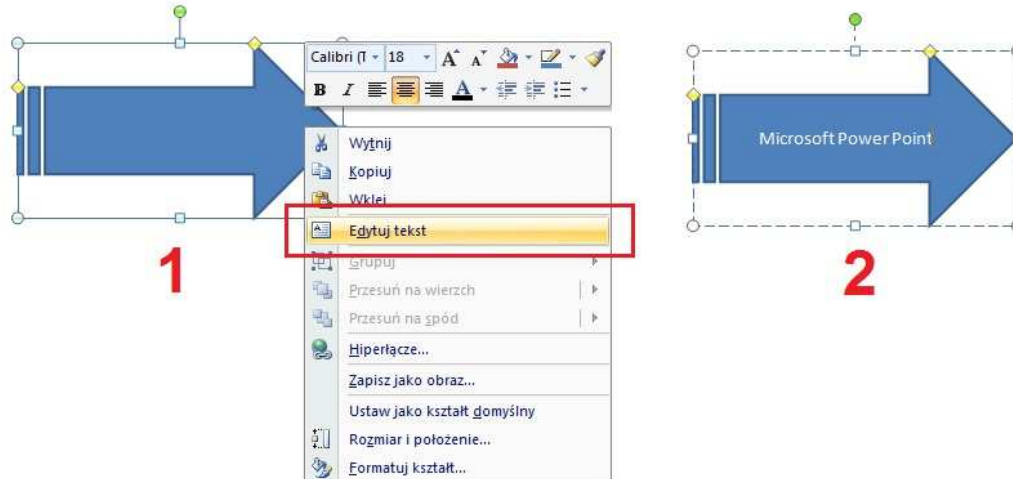 Calibri (T 18
B I
Wytnij
Kopiuj
Wklej
Edytuj tekst
Grupuj
Przesuń na wierzch
Przesuń na spód
Hiperłącze...
Zapisz jako obraz...
Ustaw jako kształt domyślny
Rozmiar i położenie...
Formatuj kształt...
1
Microsoft Power Point
2